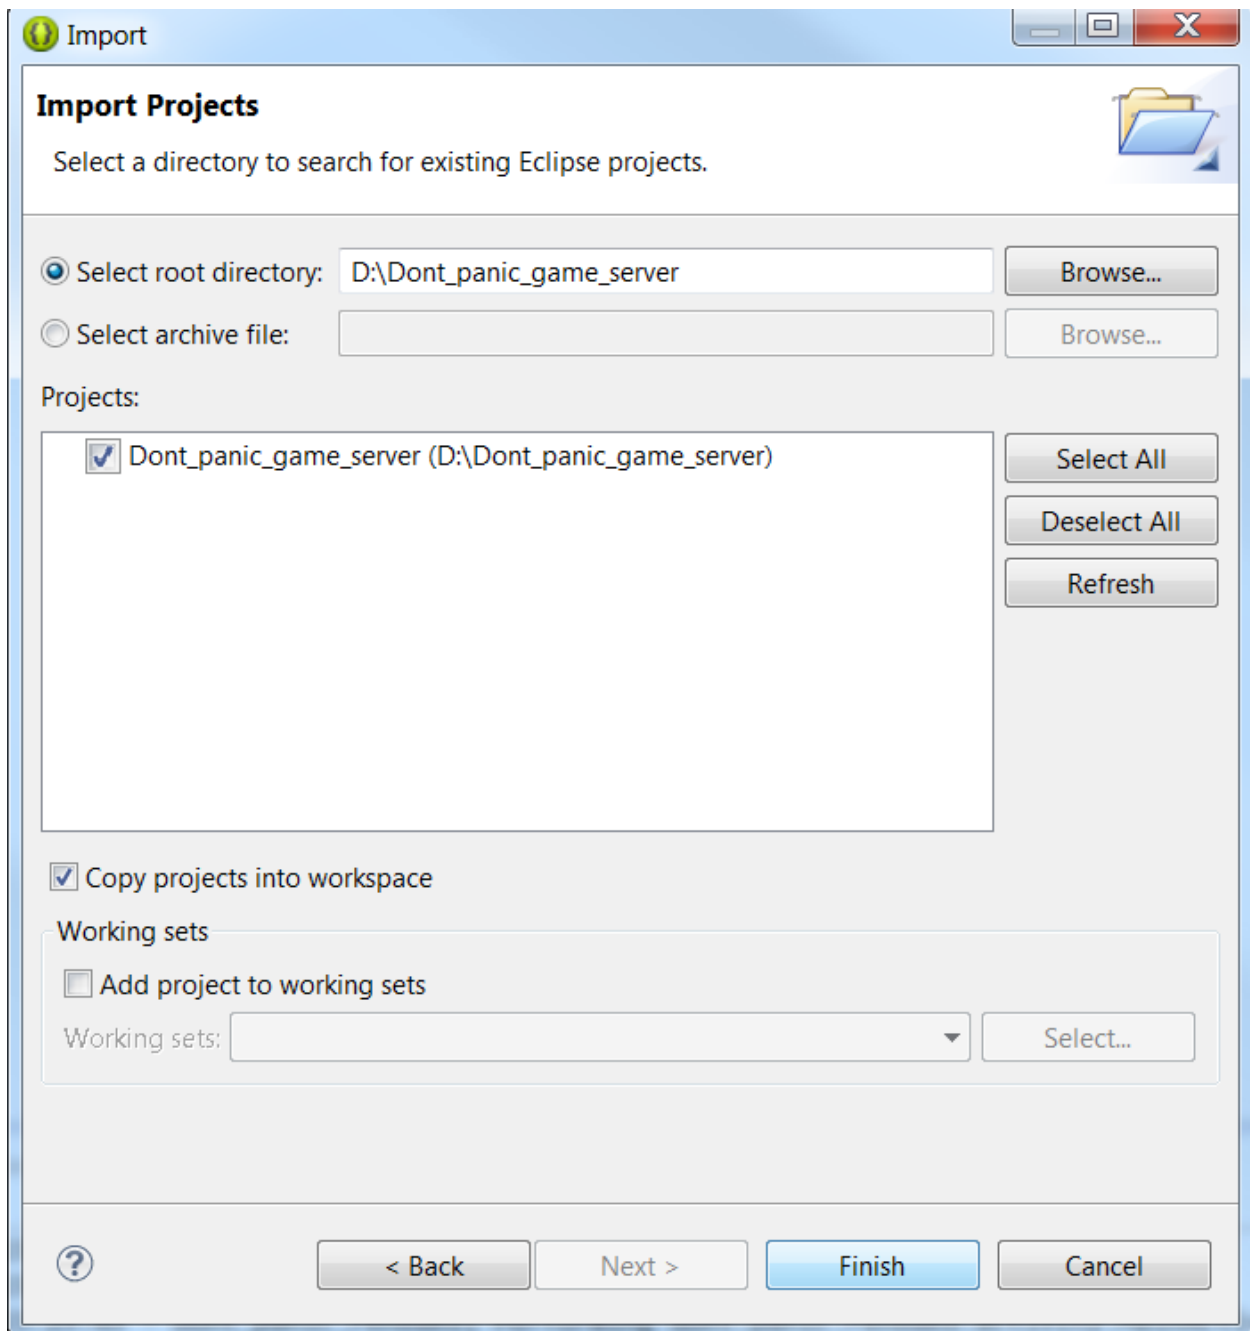 Import
Import Projects
Select a directory to search for existing Eclipse projects.
Select root directory: D:\Dont_panic_game_server Browse...
Select archive file: Browse...
Projects:
Dont_panic_game_server (D:\Dont_panic_game_server)
Select All
Deselect All
Refresh
Copy projects into workspace
Working sets
Add project to working sets
Working sets: Select...
? < Back Next > Finish Cancel